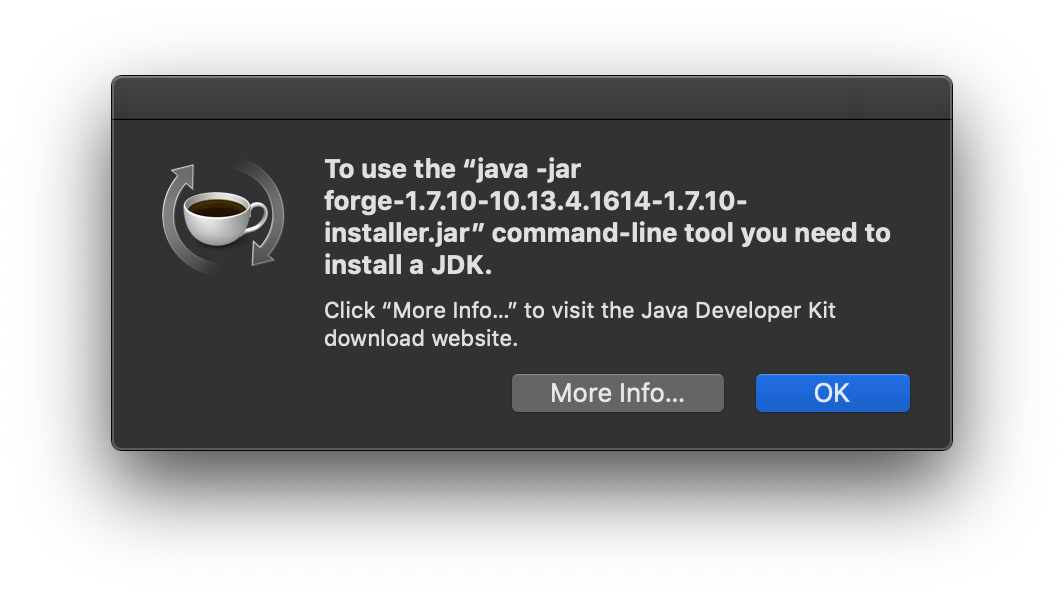 To use the “java -jar
forge-1.7.10-10.13.4.1614-1.7.10-
installer.jar” command-line tool you need to
install a JDK.
Click “More Info…” to visit the Java Developer Kit
download website.
More Info...
OK